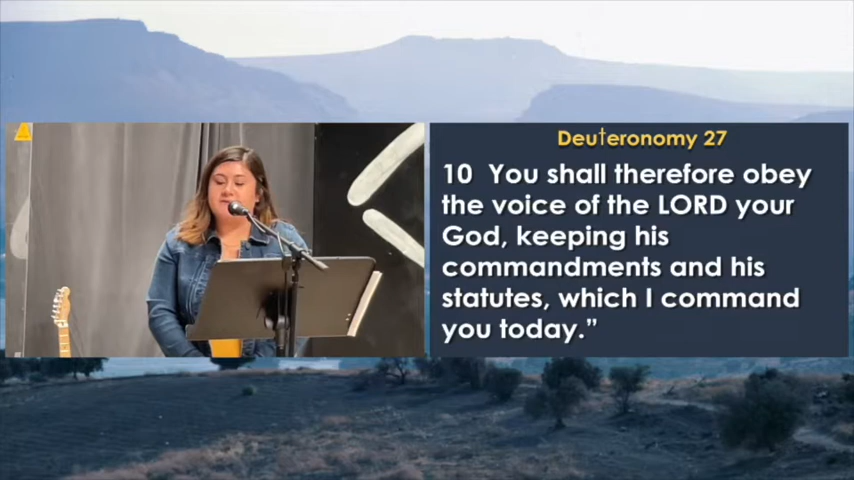 Deuteronomy 27
10 You shall therefore obey
the voice of the LORD your
God, keeping his
commandments and his
statutes, which I command
you today.”